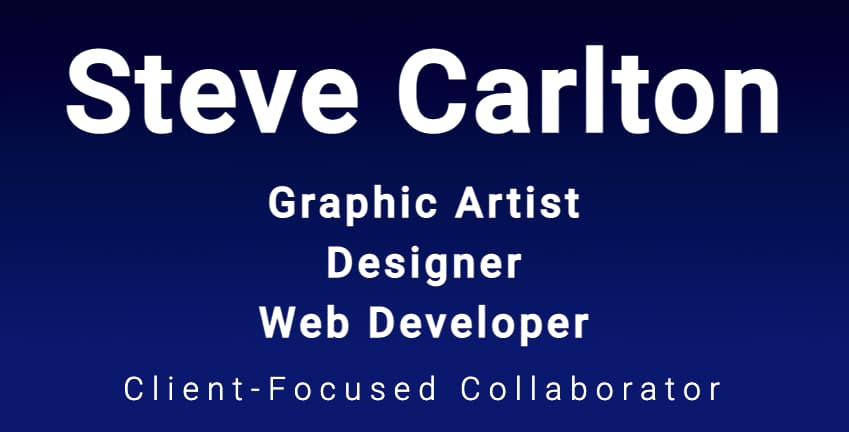 Steve Carlton
Graphic Artist
Designer
Web Developer
Client-Focused Collaborator